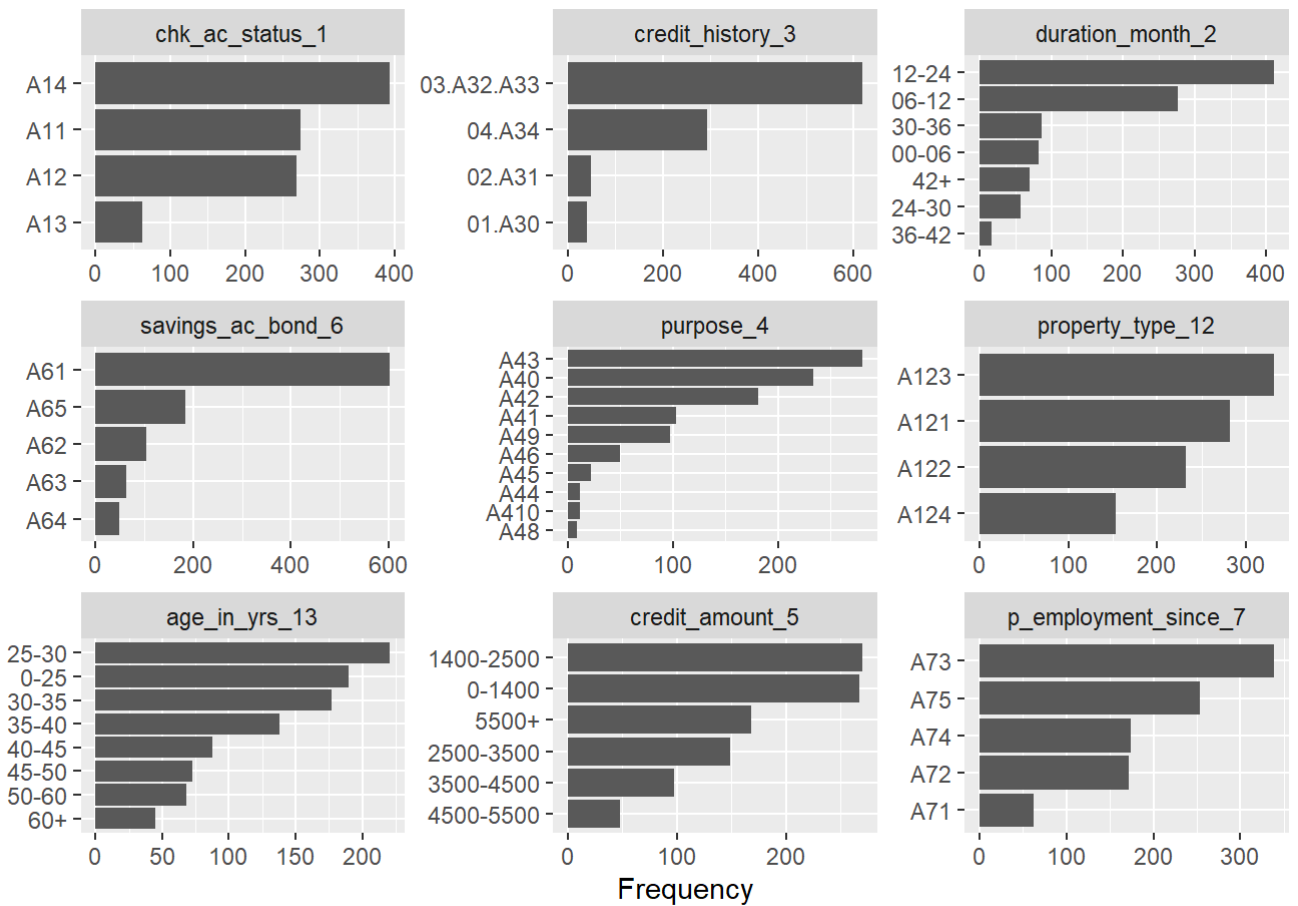 chk_ac_status_1
A14
A11
A12
A13
0 100 200 300 400
credit_history_3
03.A32.A33
04.A34
02.A31
01.A30
0 200 400 600
duration_month_2
12-24
06-12
30-36
00-06
42+
24-30
36-42
0 100 200 300 400
savings_ac_bond_6
A61
A65
A62
A63
A64
0 200 400 600
purpose_4
A43
A40
A42
A41
A49
A46
A45
A44
A410
A48
0 100 200
property_type_12
A123
A121
A122
A124
0 100 200 300
age_in_yrs_13
25-30
0-25
30-35
35-40
40-45
45-50
50-60
60+
0 50 100 150 200
credit_amount_5
1400-2500
0-1400
5500+
2500-3500
3500-4500
4500-5500
0 100 200
p_employment_since_7
A73
A75
A74
A72
A71
0 100 200 300
Frequency